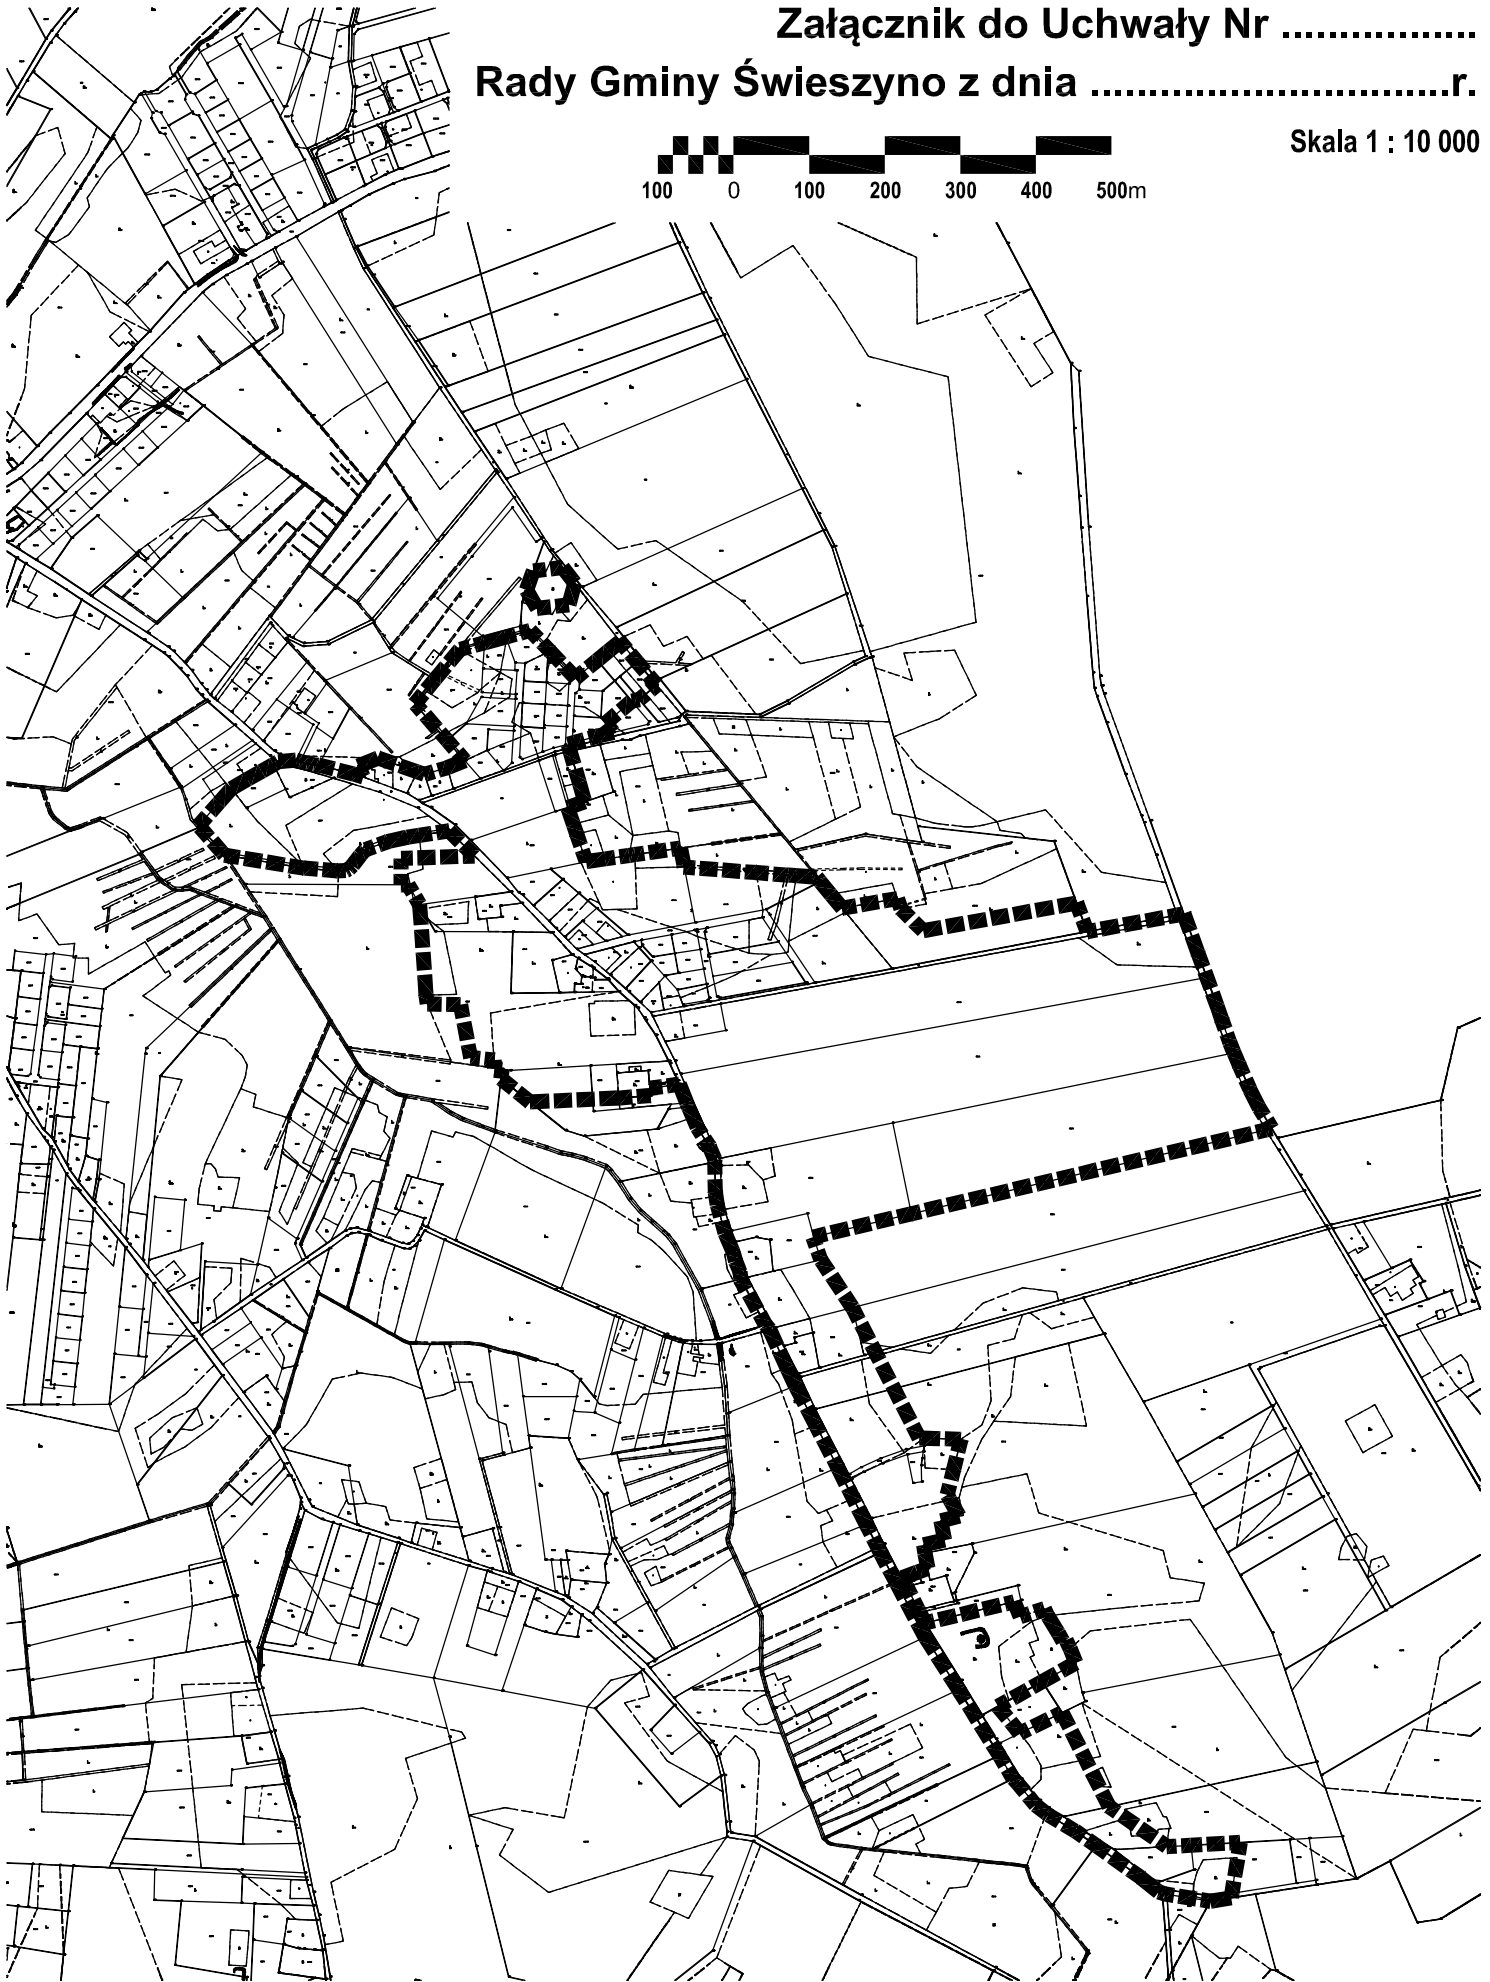 Załącznik do Uchwały Nr .................
Rady Gminy Świeszyno z dnia ...............................r.
Skala 1 : 10 000
100 0 100 200 300 400 500m